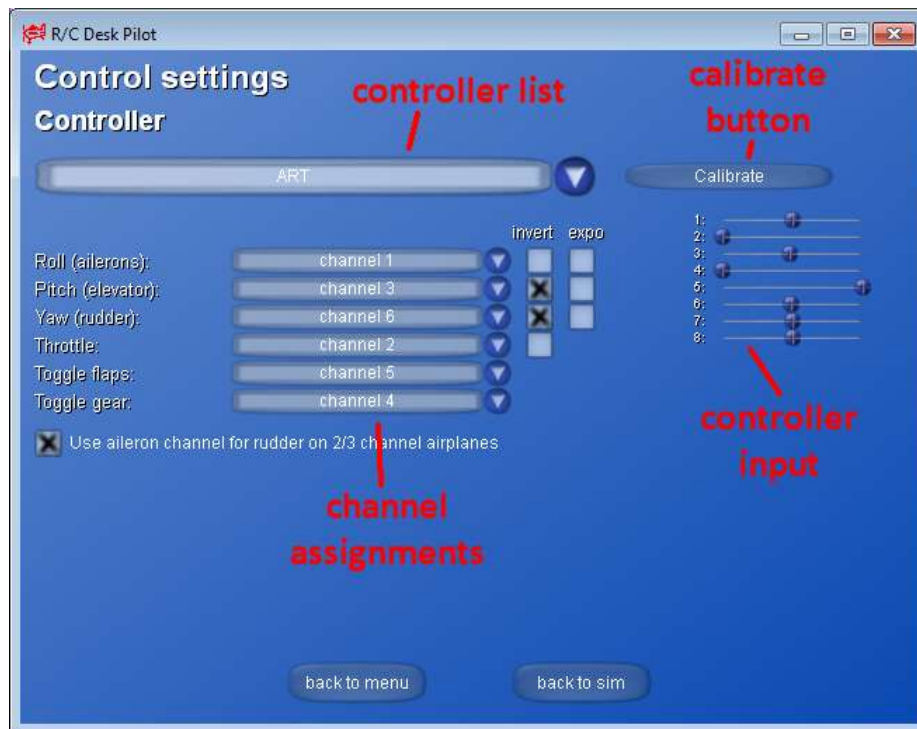 R/C Desk Pilot
Control settings
controller list
calibrate
button
Controller
ART
Calibrate
invert expo
Roll (ailerons): channel 1
Pitch (elevator): channel 3
Yaw (rudder): channel 6
Throttle: channel 2
Toggle flaps: channel 5
Toggle gear: channel 4
1:
2:
3:
4:
5:
6:
7:
8:
Use aileron channel for rudder on 2/3 channel airplanes
controller
input
channel
assignments
back to menu
back to sim